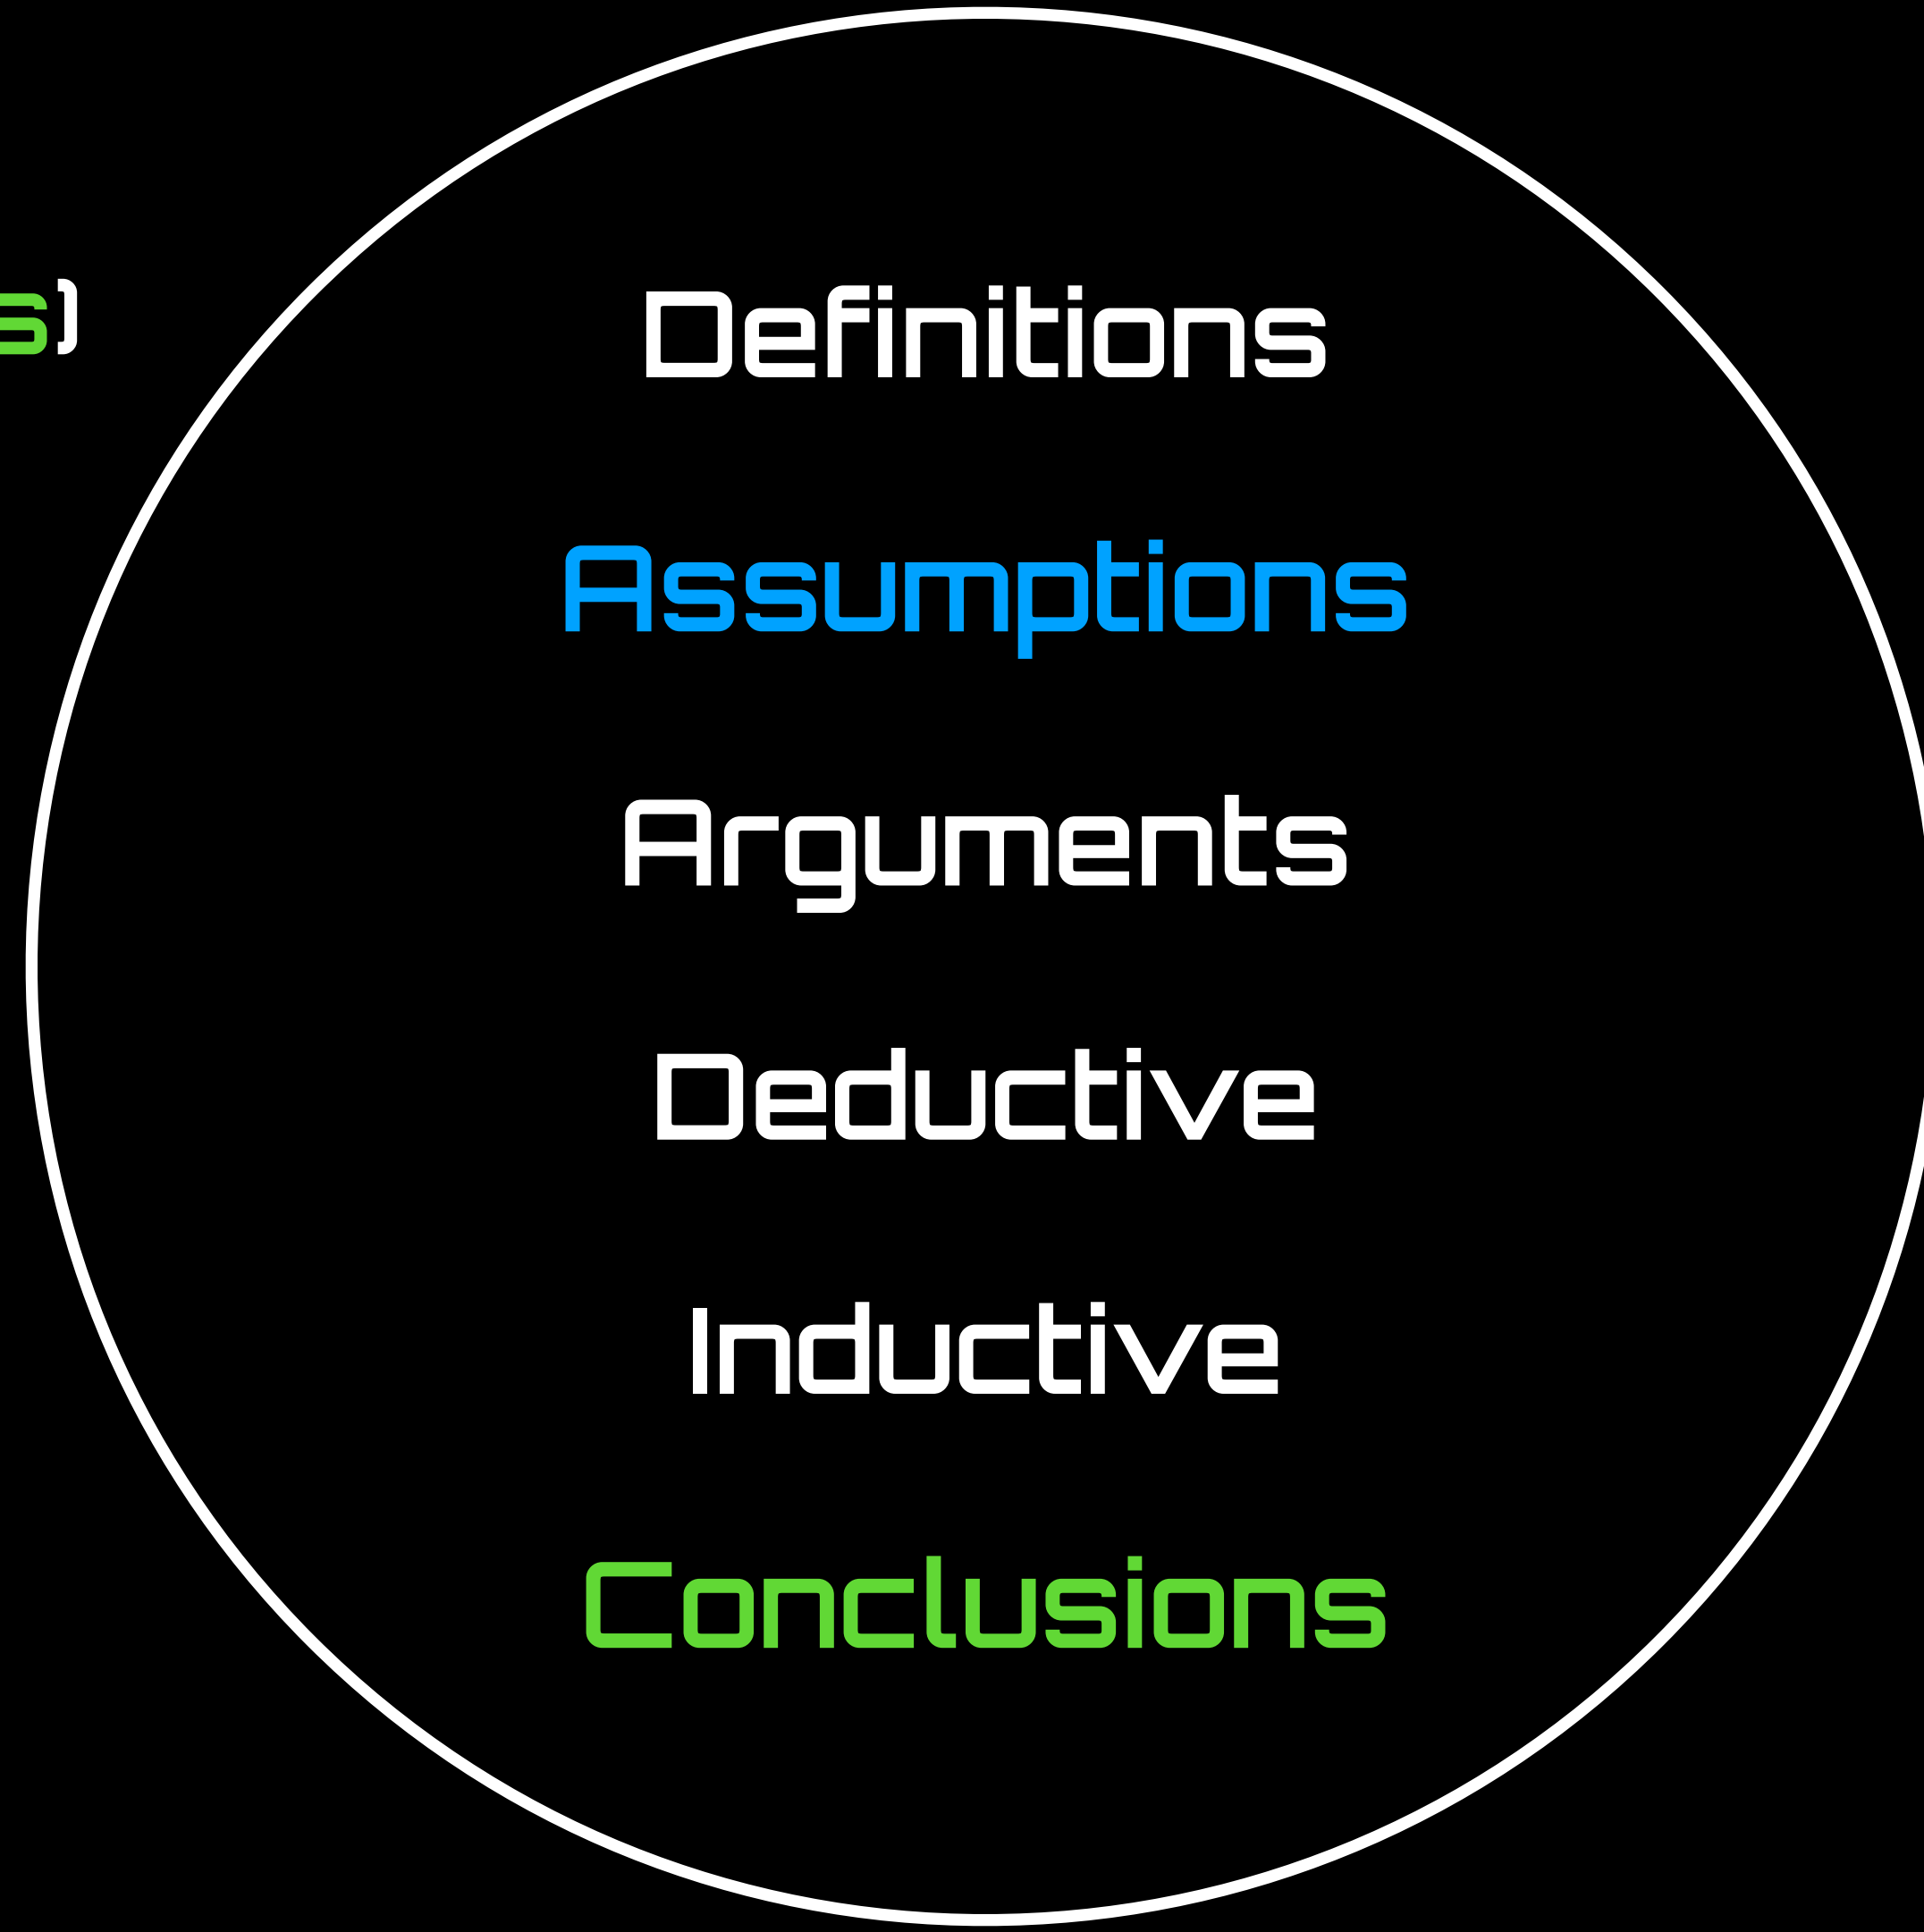 s)
Definitions
Assumptions
Arguments
Deductive
Inductive
Conclusions